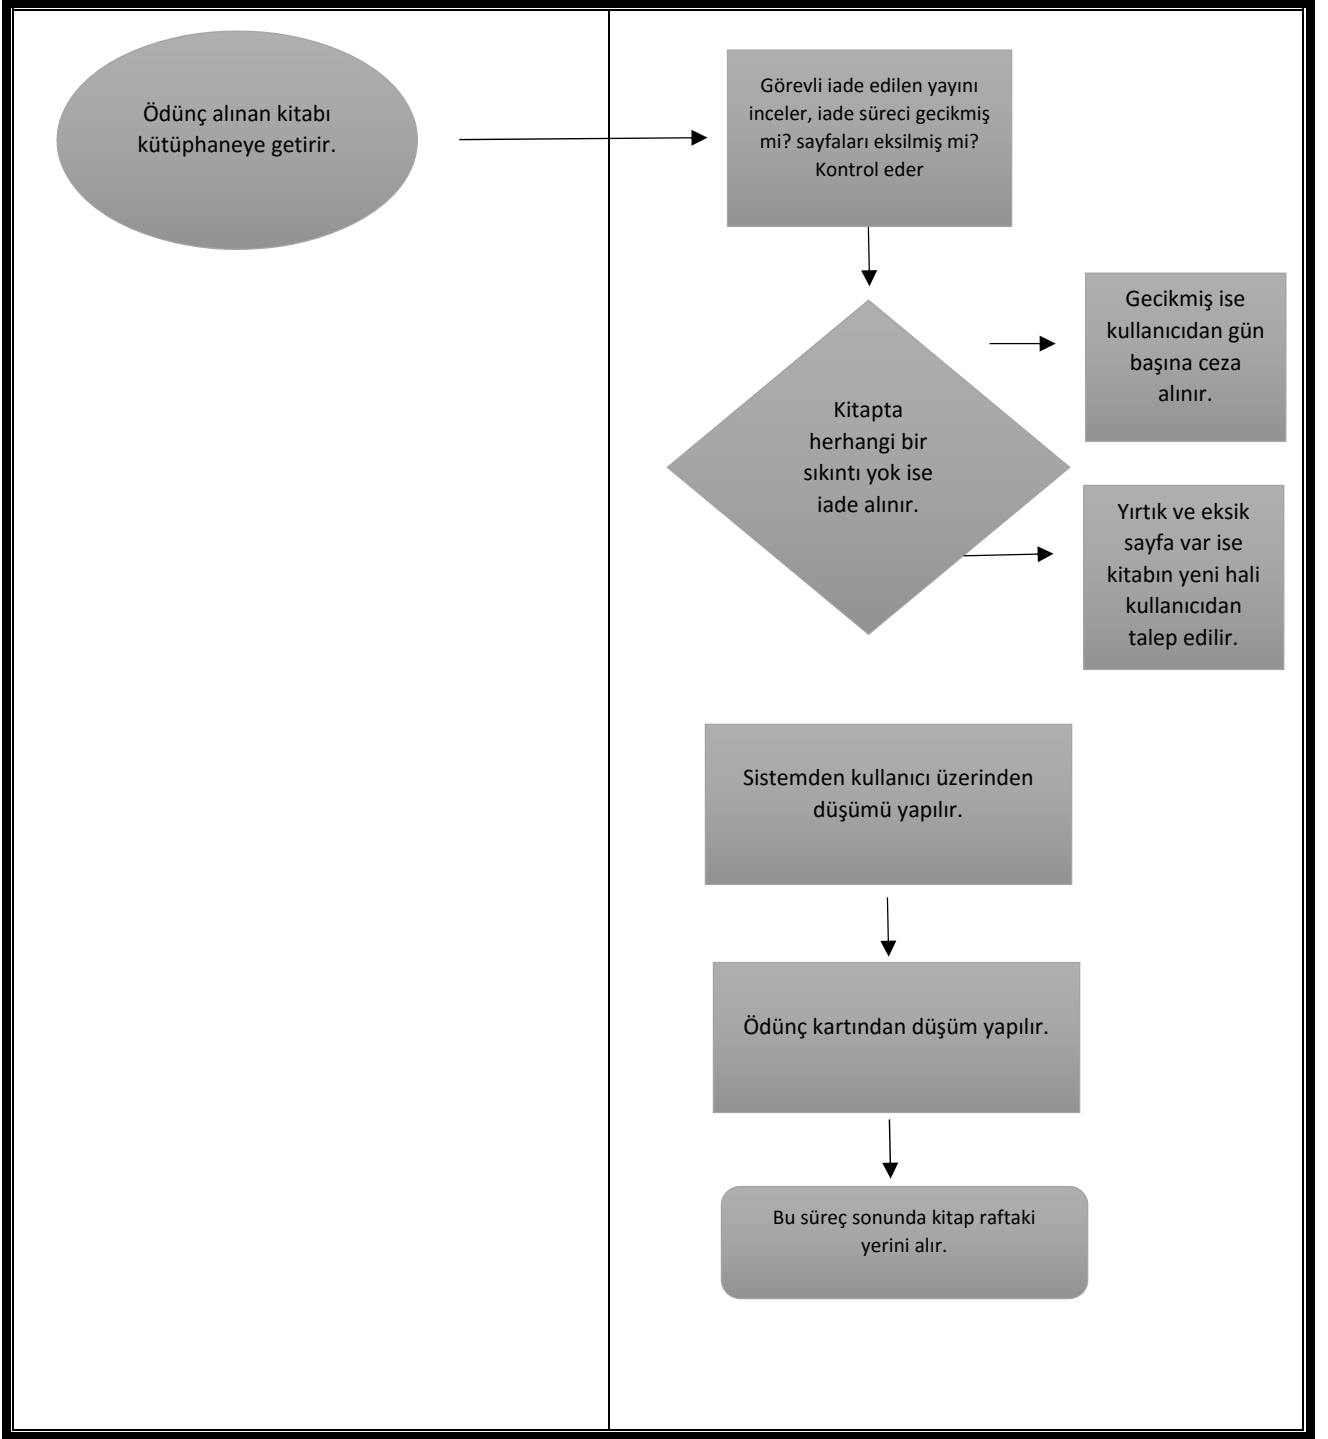 Ödünç alınan kitabı
kütüphaneye getirir.
Görevli iade edilen yayını
inceler, iade süreci gecikmiş
mi? sayfaları eksilmiş mi?
Kontrol eder
Gecikmiş ise
kullanıcıdan gün
başına ceza
alınır.
Kitapta
herhangi bir
sıkıntı yok ise
iade alınır.
Yırtık ve eksik
sayfa var ise
kitabın yeni hali
kullanıcıdan
talep edilir.
Sistemden kullanıcı üzerinden
düşümü yapılır.
Ödünç kartından düşüm yapılır.
Bu süreç sonunda kitap raftaki
yerini alır.